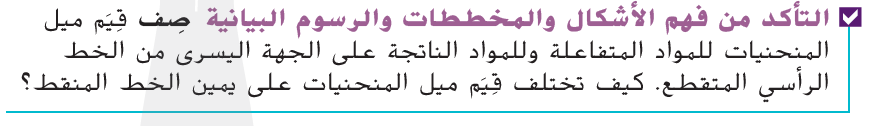 التأكد من فهم الأشكال والمخططات والرسوم البيانية صِف قِيَم ميل
المنحنيات للمواد المتفاعلة وللمواد الناتجة على الجهة اليسرى من الخط
الرأسي المتقطع. كيف تختلف قِيَم ميل المنحنيات على يمين الخط المنقط؟